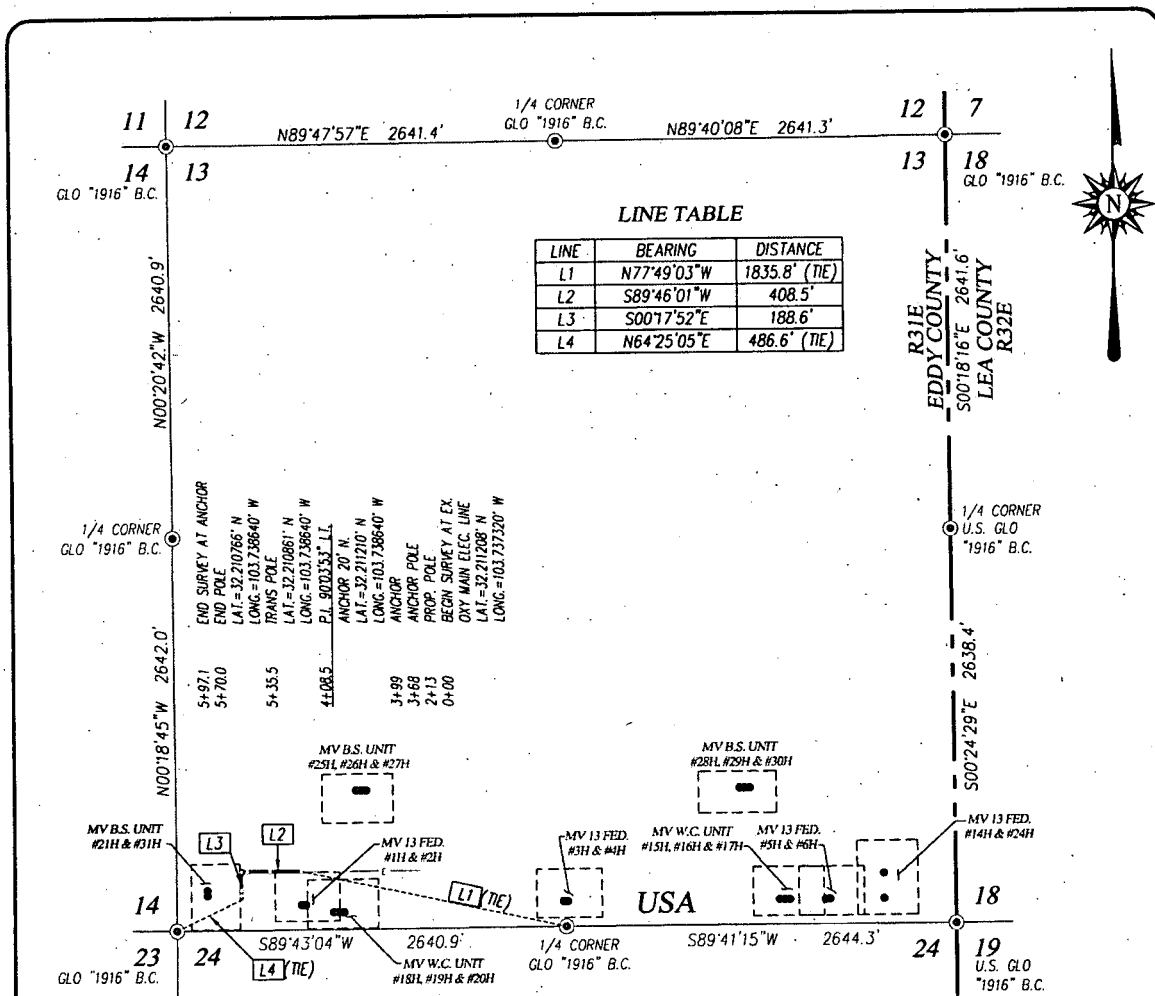 1/4 CORNER
GLO "1916" B.C.
11 12
N89°47'57"E 2641.4'
N89°40'08"E 2641.3'
12 7
14 13
GLO "1916" B.C.
13 18
GLO "1916" B.C.
N
LINE TABLE
LINE BEARING DISTANCE
L1 N77°49'03"W 1835.8' (TIE)
L2 S89°46'01"W 408.5'
L3 S00°17'52"E 188.6'
L4 N64°25'05"E 486.6' (TIE)
N00°20'42"W 2640.9'
R31E
EDDY COUNTY
S00°18'16"E 2641.6'
LEA COUNTY
R32E
1/4 CORNER
GLO "1916" B.C.
1/4 CORNER
U.S. GLO
"1916" B.C.
5+97.1 END SURVEY AT ANCHOR
5+70.0 END POLE
LAT.=32.210766° N
LONG.=103.738640° W
5+35.5 TRANS POLE
LAT.=32.210861° N
LONG.=103.738640° W
4+08.5 P.I. 90°03'53" LT.
ANCHOR 20' N.
LAT.=32.211210° N
LONG.=103.738640° W
3+99 ANCHOR
3+68 ANCHOR POLE
2+13 PROP. POLE
0+00 BEGIN SURVEY AT EX.
OXY MAIN ELEC. LINE
LAT.=32.211208° N
LONG.=103.737320° W
N00°18'45"W 2642.0'
S00°24'29"E 2638.4'
MV B.S. UNIT
#25H, #26H & #27H
MV B.S. UNIT
#28H, #29H & #30H
MV B.S. UNIT
#21H & #31H
L3
L2
MV 13 FED.
#1H & #2H
MV 13 FED.
#3H & #4H
MV W.C. UNIT
#15H, #16H & #17H
MV 13 FED.
#5H & #6H
MV 13 FED.
#14H & #24H
L1 (TIE)
USA
14
18
23 24
GLO "1916" B.C.
L4 (TIE)
S89°43'04"W 2640.9'
MV W.C. UNIT
#18H, #19H & #20H
1/4 CORNER
GLO "1916" B.C.
S89°41'15"W 2644.3'
24 19
U.S. GLO
"1916" B.C.